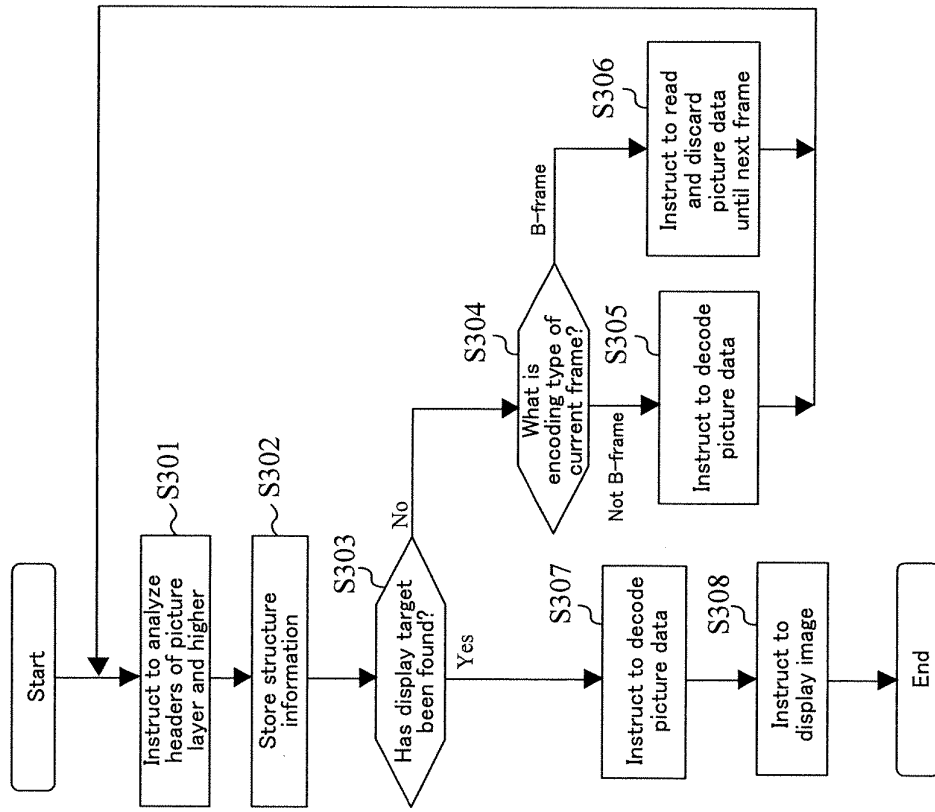 Start
S301
Instruct to analyze
headers of picture
layer and higher
S302
Store structure
information
S303
Has display target
been found?
No
Yes
S304
What is
encoding type of
current frame?
B-frame
Not B-frame
S305
Instruct to decode
picture data
S306
Instruct to read
and discard
picture data
until next frame
S307
Instruct to decode
picture data
S308
Instruct to
display image
End